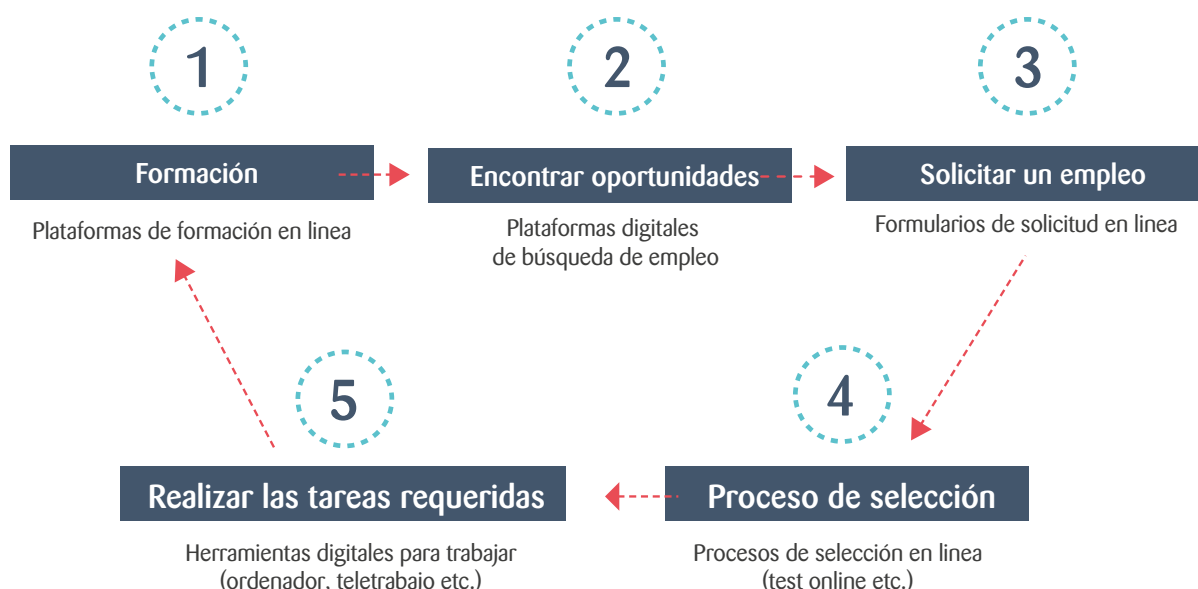 1
Formación
Plataformas de formación en linea
2
Encontrar oportunidades
Plataformas digitales
de búsqueda de empleo
3
Solicitar un empleo
Formularios de solicitud en linea
4
Proceso de selección
Procesos de selección en linea
(test online etc.)
5
Realizar las tareas requeridas
Herramientas digitales para trabajar
(ordenador, teletrabajo etc.)